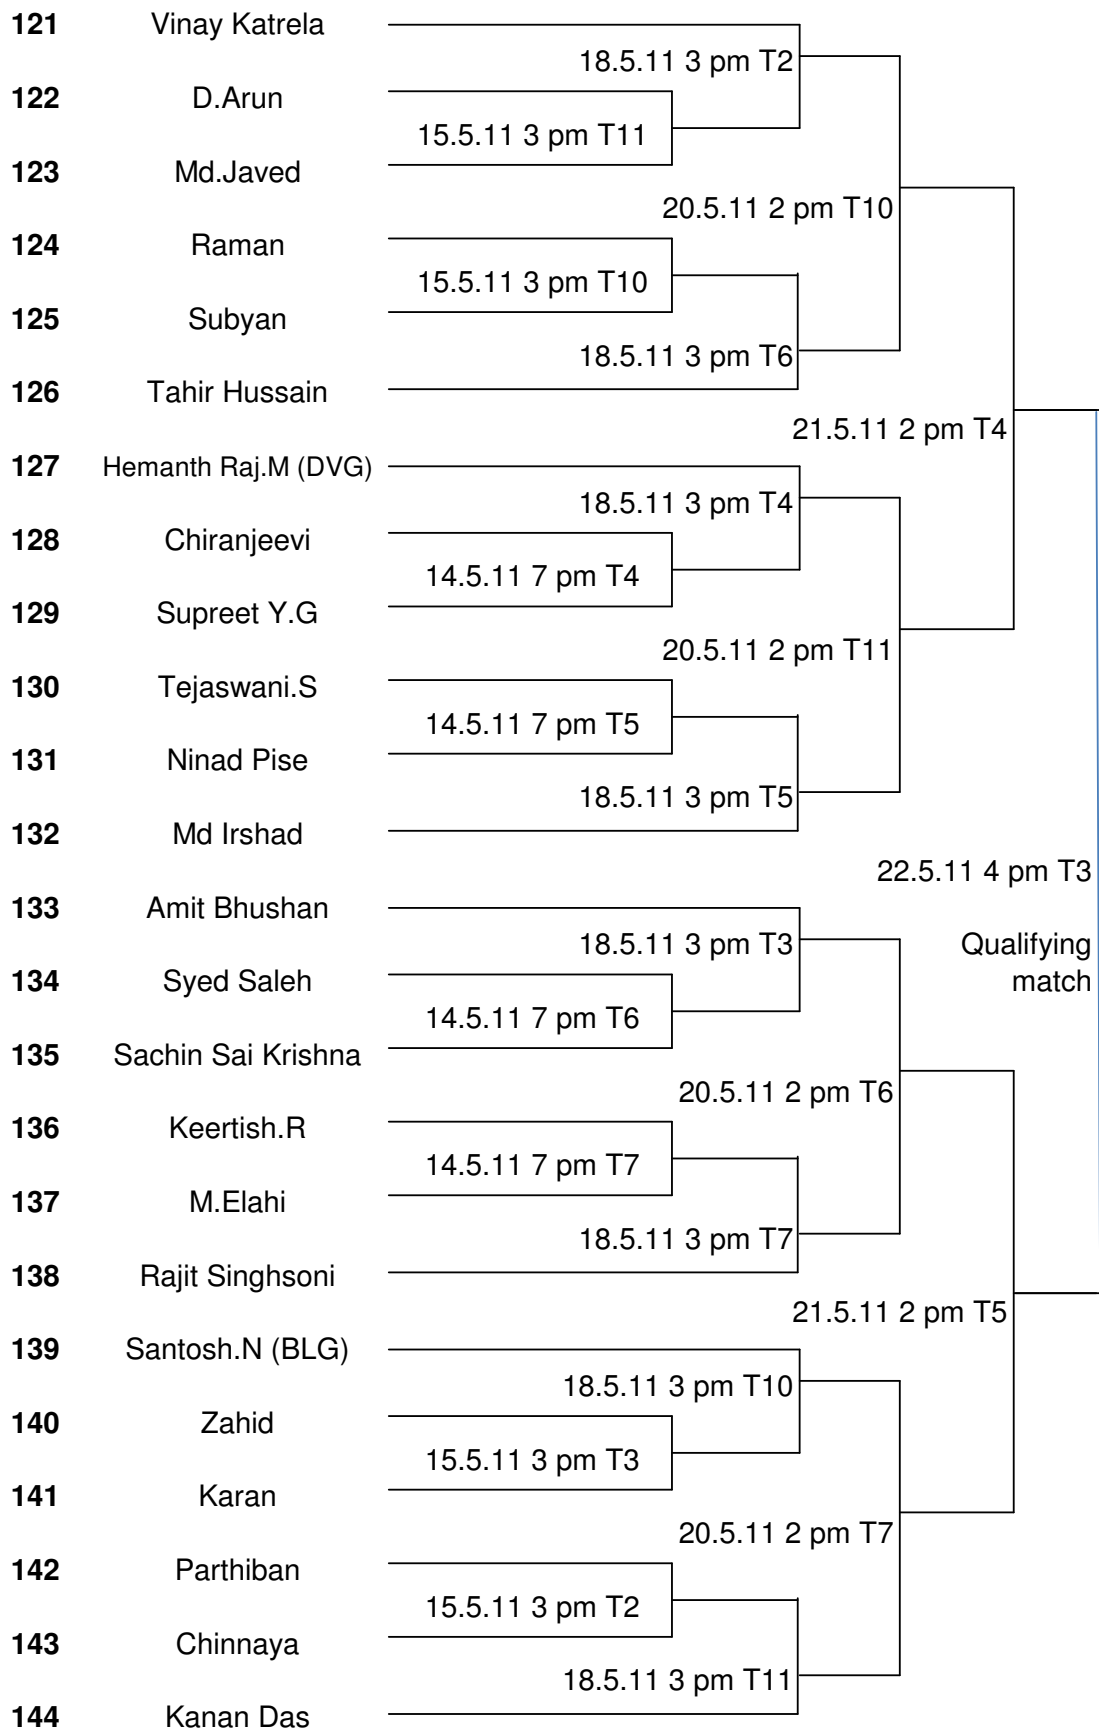 121 Vinay Katrela
18.5.11 3 pm T2
122 D.Arun
15.5.11 3 pm T11
123 Md.Javed
20.5.11 2 pm T10
124 Raman
15.5.11 3 pm T10
125 Subyan
18.5.11 3 pm T6
126 Tahir Hussain
21.5.11 2 pm T4
127 Hemanth Raj.M (DVG)
18.5.11 3 pm T4
128 Chiranjeevi
14.5.11 7 pm T4
129 Supreet Y.G
20.5.11 2 pm T11
130 Tejaswani.S
14.5.11 7 pm T5
131 Ninad Pise
18.5.11 3 pm T5
132 Md Irshad
22.5.11 4 pm T3
133 Amit Bhushan
18.5.11 3 pm T3
Qualifying
match
134 Syed Saleh
14.5.11 7 pm T6
135 Sachin Sai Krishna
20.5.11 2 pm T6
136 Keertish.R
14.5.11 7 pm T7
137 M.Elahi
18.5.11 3 pm T7
138 Rajit Singhsoni
21.5.11 2 pm T5
139 Santosh.N (BLG)
18.5.11 3 pm T10
140 Zahid
15.5.11 3 pm T3
141 Karan
20.5.11 2 pm T7
142 Parthiban
15.5.11 3 pm T2
143 Chinnaya
18.5.11 3 pm T11
144 Kanan Das